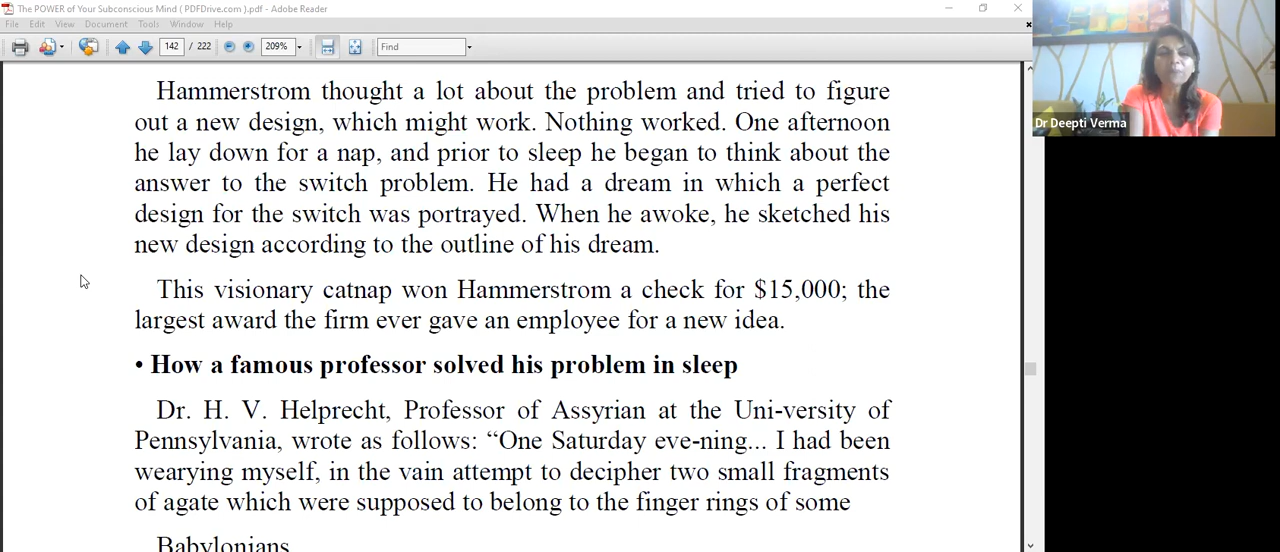 The POWER of Your Subconscious Mind ( PDFDrive.com ).pdf - Adobe Reader
File Edit View Document Tools Window Help
142 / 222 209% Find
Hammerstrom thought a lot about the problem and tried to figure
out a new design, which night work. Nothing worked. One afternoon
he lay down for a nap, and prior to sleep he began to think about the
answer to the switch problem. He had a dream in which a perfect
design for the switch was portrayed. When he awoke, he sketched his
new design according to the outline of his dream.
This visionary catnap won Hammerstrom a check for $15,000; the
largest award the firm ever gave an employee for a new idea.
• How a famous professor solved his problem in sleep
Dr. H. V. Helprecht, Professor of Assyrian at the Uni-versity of
Pennsylvania, wrote as follows: “One Saturday eve-ning... I had been
wearying myself, in the vain attempt to decipher two small fragments
of agate which were supposed to belong to the finger rings of some
Babylonians
Dr Deepti Verma